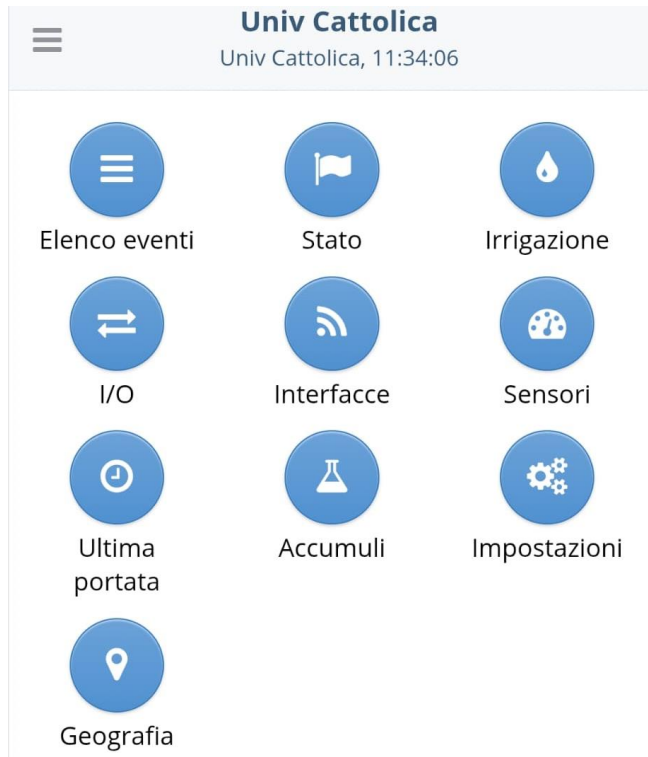 Univ Cattolica
Univ Cattolica, 11:34:06
Elenco eventi
Stato
Irrigazione
I/O
Interfacce
Sensori
Ultima
portata
Accumuli
Impostazioni
Geografia